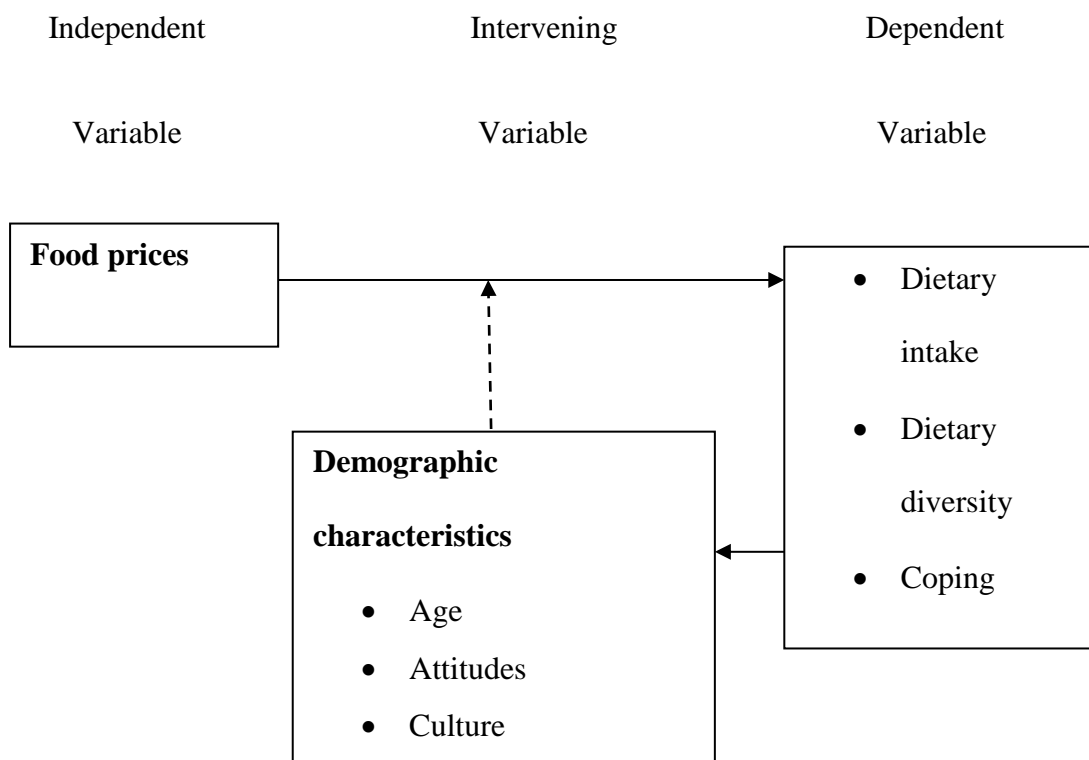 Independent Intervening Dependent
Variable Variable Variable
Food prices
• Dietary
intake
• Dietary
diversity
• Coping
Demographic
characteristics
• Age
• Attitudes
• Culture